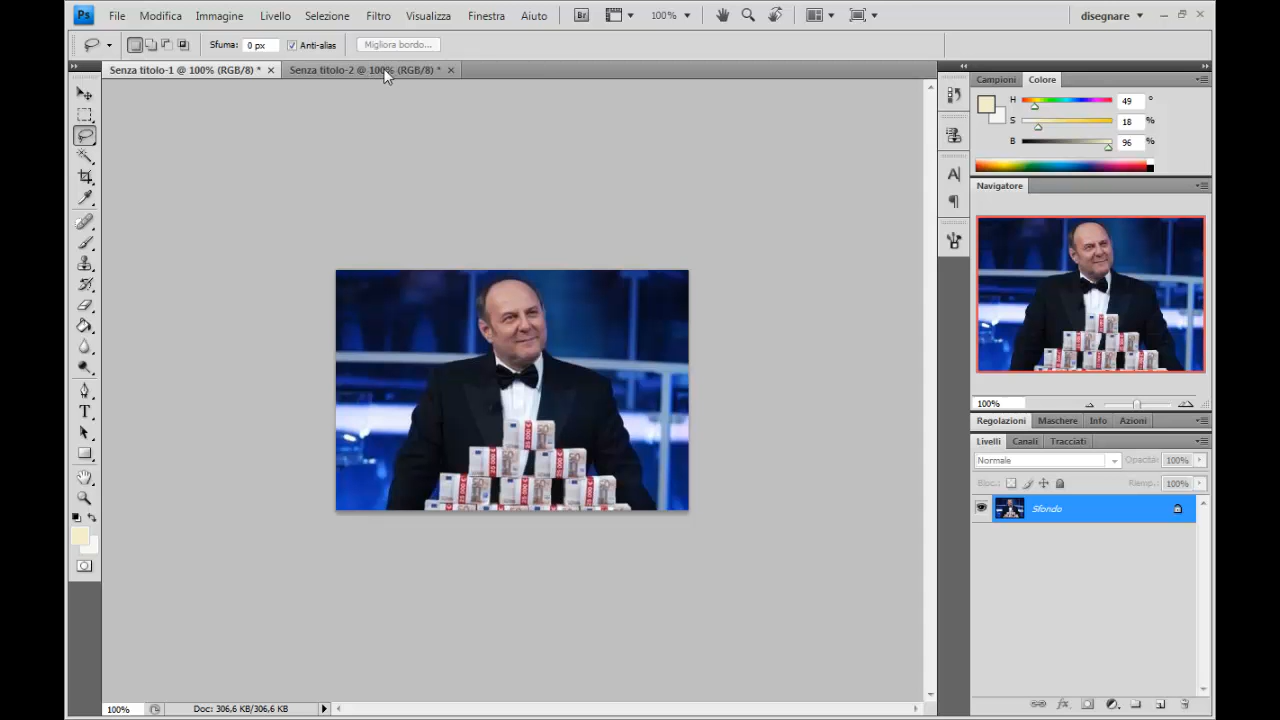 Ps File Modifica Immagine Livello Selezione Filtro Visualizza Finestra Aiuto Br 100% disegnare
Sfuma: 0 px Anti-alias Migliora bordo...
Senza titolo-1 @ 100% (RGB/8) * Senza titolo-2 @ 100% (RGB/8) *
Campioni Colore
H 49 °
S 18 %
B 96 %
Navigatore
100%
Regolazioni Maschere Info Azioni
Livelli Canali Tracciati
Normale Opacità: 100%
Bloc.: Riemp.: 100%
Sfondo
100% Doc: 306,6 KB/306,6 KB